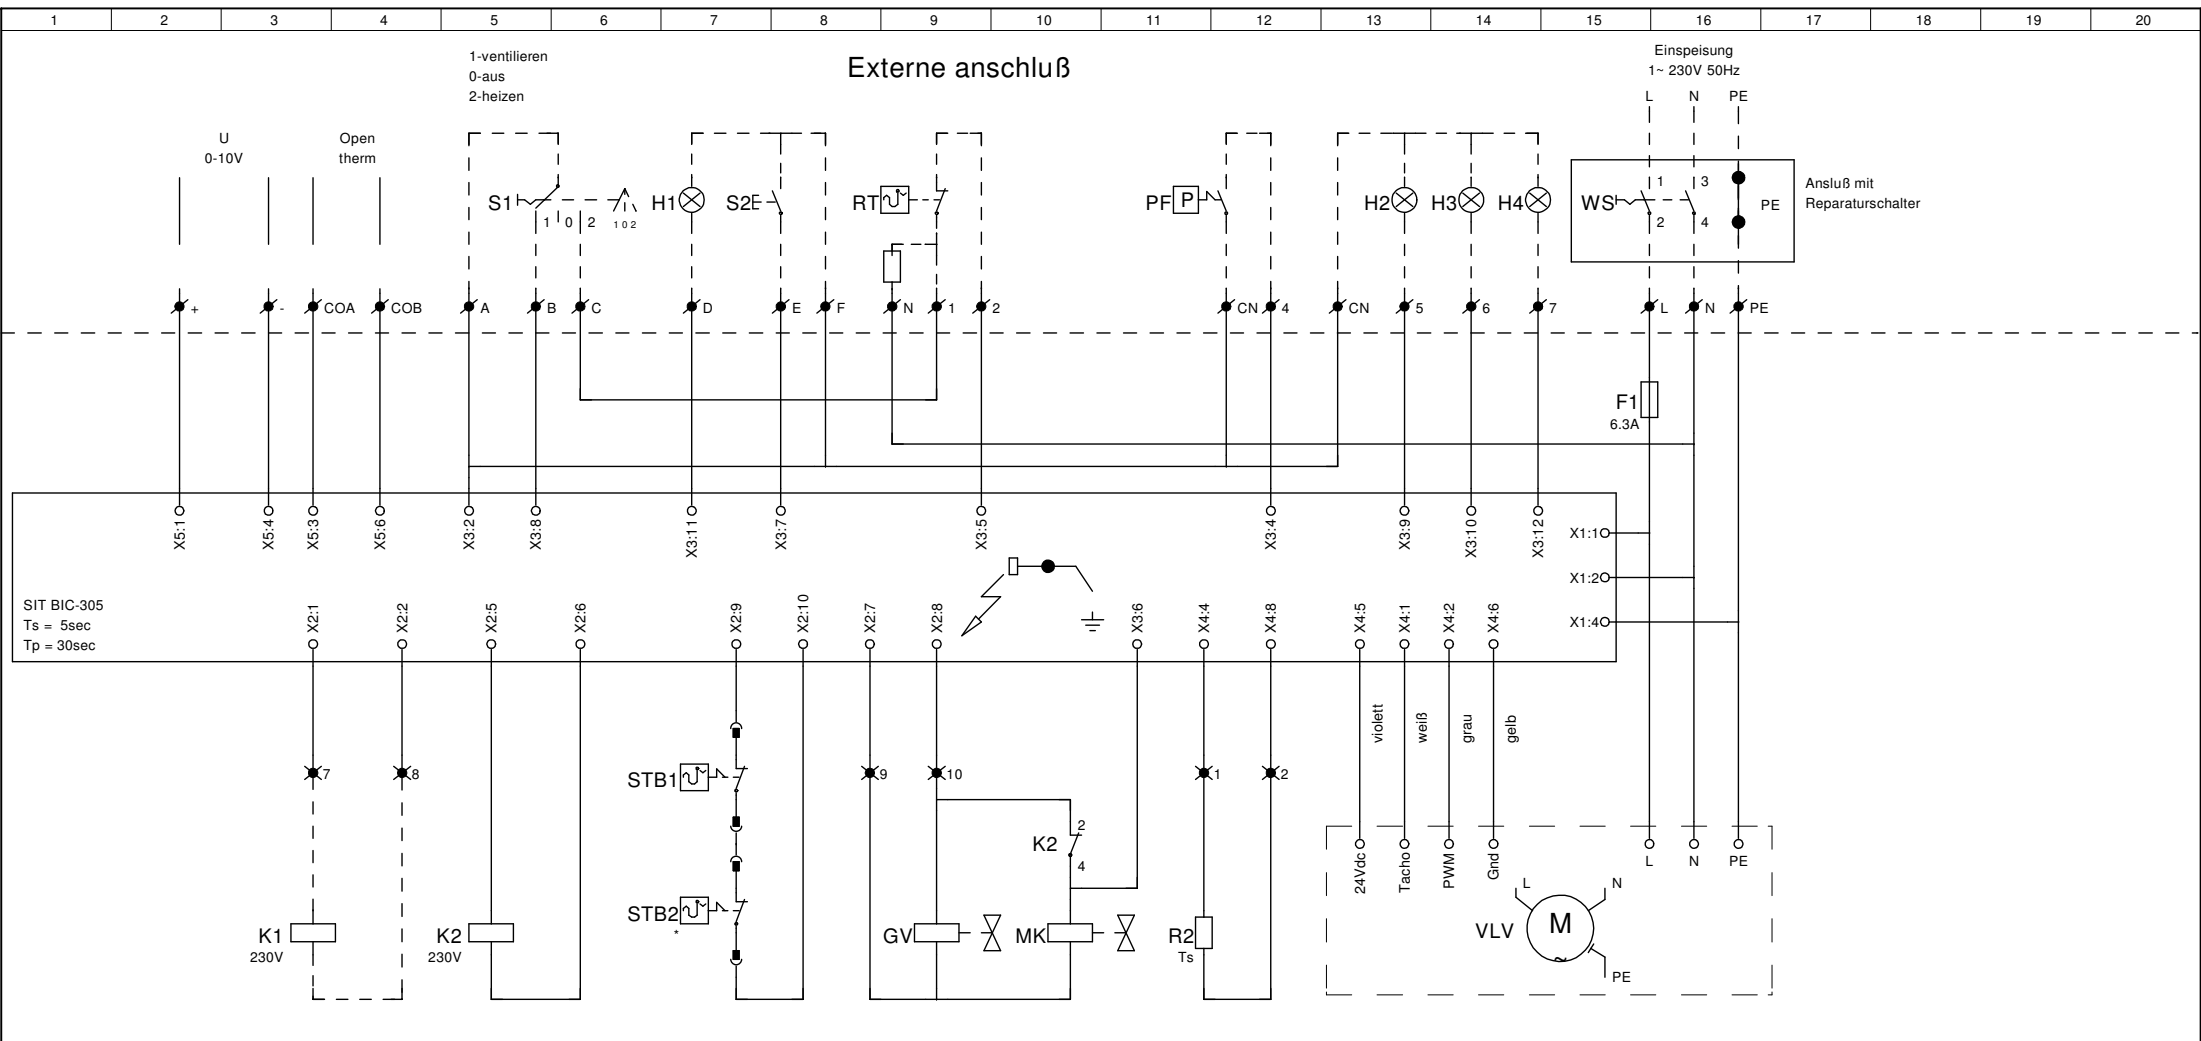 1 2 3 4 5 6 7 8 9 10 11 12 13 14 15 16 17 18 19 20
Externe anschluß
1-ventilieren
0-aus
2-heizen
Einspeisung
1~ 230V 50Hz
L N PE
U
0-10V
Open
therm
S1
1 0 2
1 0 2
H1
S2
RT
PF
P
H2
H3
H4
WS
1
2
3
4
PE
Ansluß mit
Reparaturschalter
+ - COA COB A B C D E F N 1 2 CN 4 CN 5 6 7 L N PE
F1
6.3A
X5:1 X5:4 X5:3 X5:6 X3:2 X3:8 X3:11 X3:7 X3:5 X3:4 X3:9 X3:10 X3:12
X1:1
X1:2
X1:4
SIT BIC-305
Ts = 5sec
Tp = 30sec
X2:1 X2:2 X2:5 X2:6 X2:9 X2:10 X2:7 X2:8 X3:6 X4:4 X4:8 X4:5 X4:1 X4:2 X4:6
violett weiß grau gelb
7 8
9 10
1 2
STB1
STB2
*
K2
2
4
K1
230V
K2
230V
GV
MK
R2
Ts
24Vdc Tacho PWM Gnd
L N PE
VLV
M
~
L
N
PE